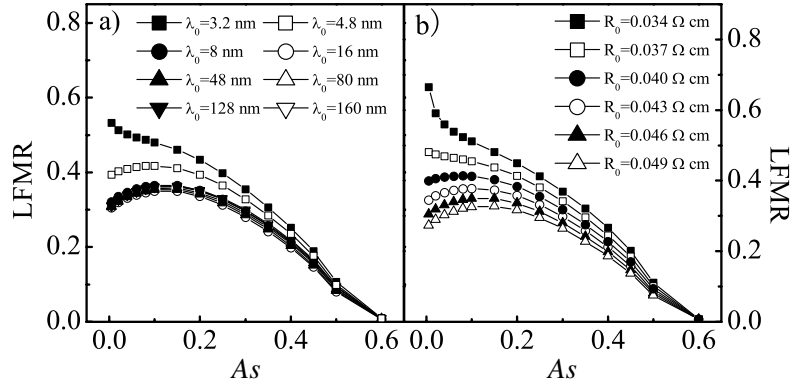 a)
λ₀=3.2 nm
λ₀=4.8 nm
λ₀=8 nm
λ₀=16 nm
λ₀=48 nm
λ₀=80 nm
λ₀=128 nm
λ₀=160 nm
0.8
0.6
0.4
0.2
0.0
LFMR
0.0
0.2
0.4
0.6
As
b)
R₀=0.034 Ω cm
R₀=0.037 Ω cm
R₀=0.040 Ω cm
R₀=0.043 Ω cm
R₀=0.046 Ω cm
R₀=0.049 Ω cm
0.8
0.6
0.4
0.2
0.0
LFMR
0.0
0.2
0.4
0.6
As